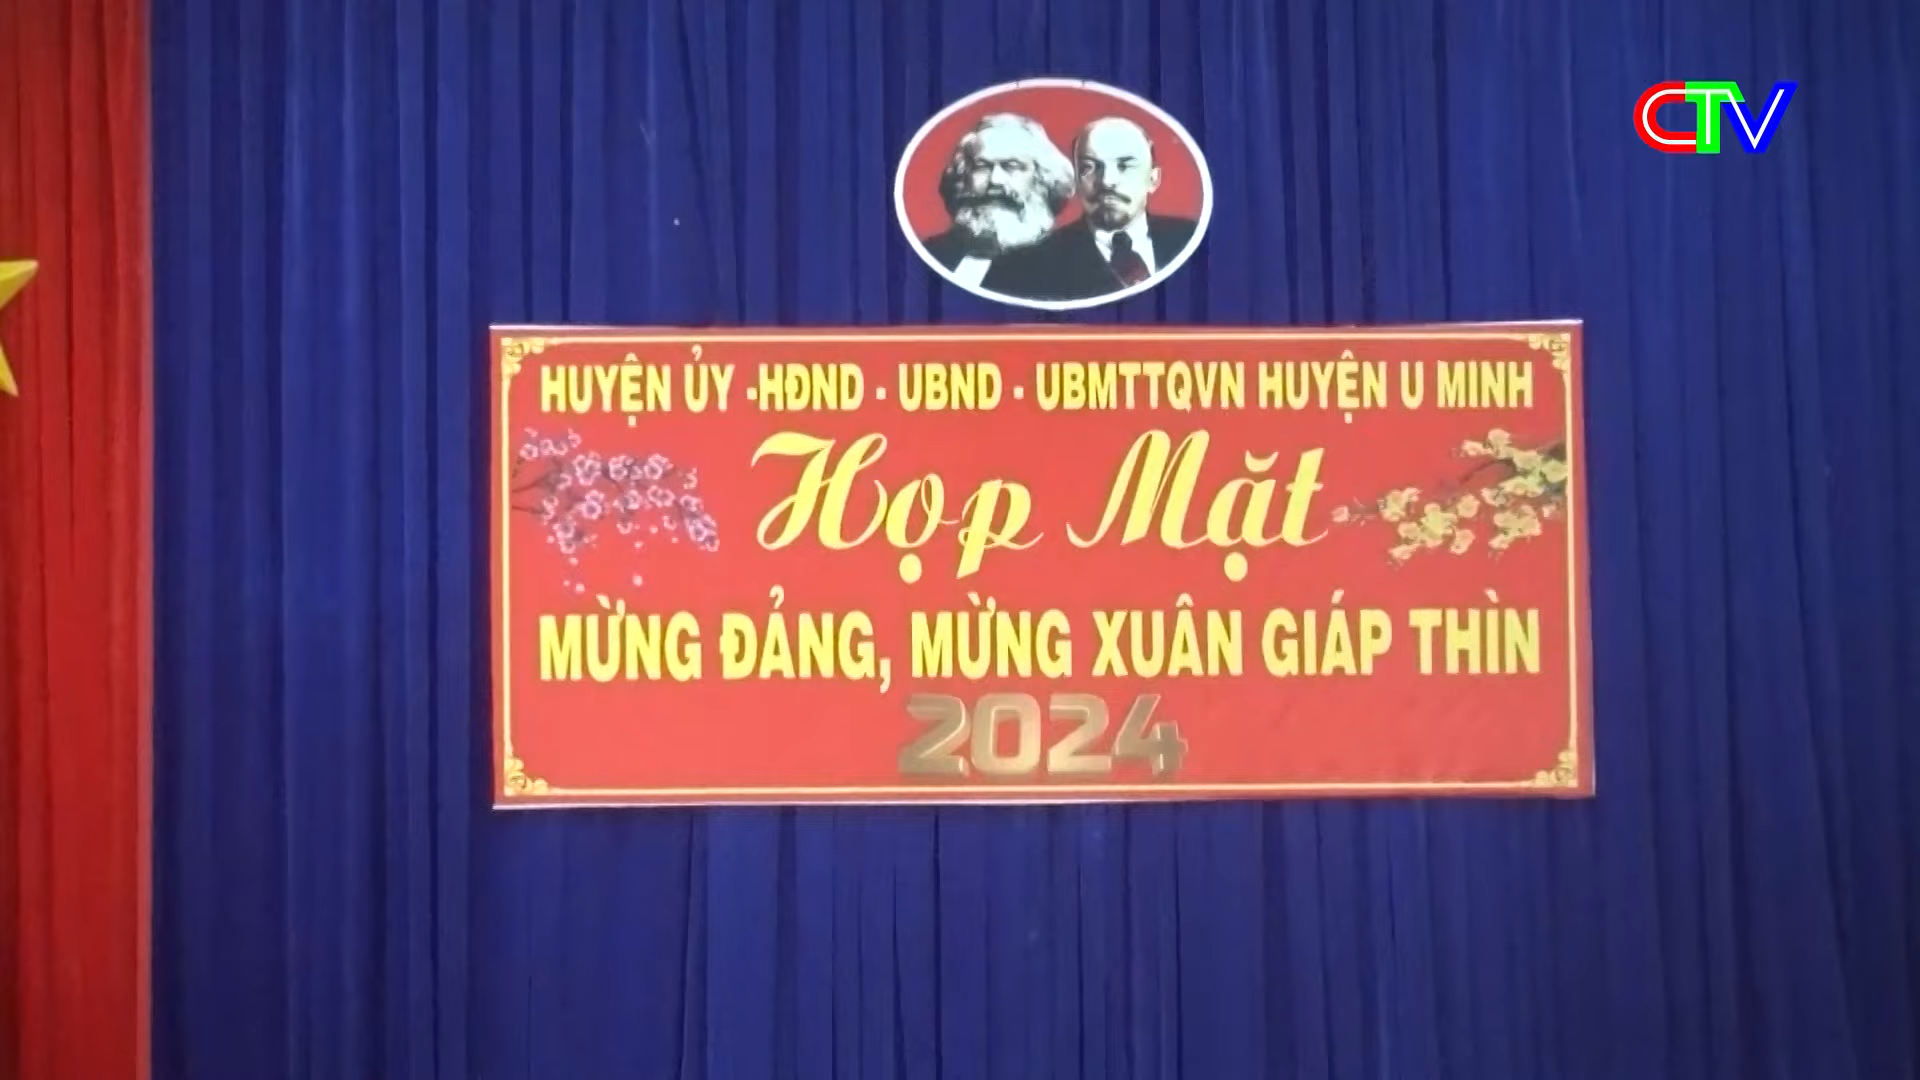 CTV
HUYỆN ỦY -HĐND - UBND - UBMTTQVN HUYỆN U MINH
Họp Mặt
MỪNG ĐẢNG, MỪNG XUÂN GIÁP THÌN
2024